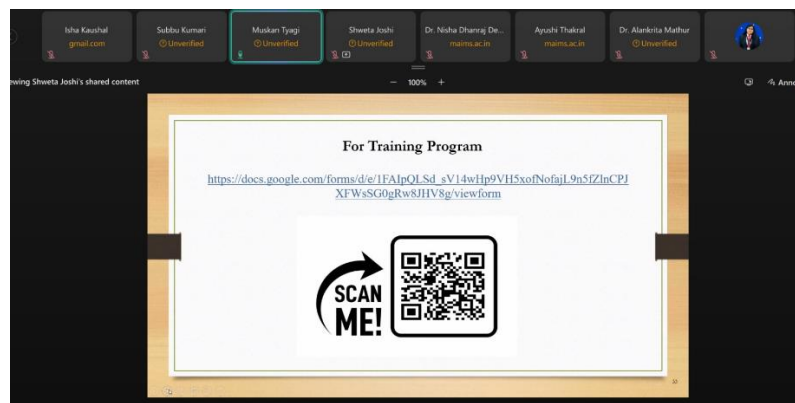 Isha Kaushal
gmail.com
Subbu Kumari
Unverified
Muskan Tyagi
Unverified
Shweta Joshi
Unverified
Dr. Nisha Dhanraj De...
maims.ac.in
Ayushi Thakral
maims.ac.in
Dr. Alankrita Mathur
Unverified
ewing Shweta Joshi's shared content
− 100% +
Anno
For Training Program
https://docs.google.com/forms/d/e/1FAIpQLSd_sV14wHp9VH5xofNofajL9n5fZInCPJ
XFWsSG0gRw8JHV8g/viewform
SCAN
ME!